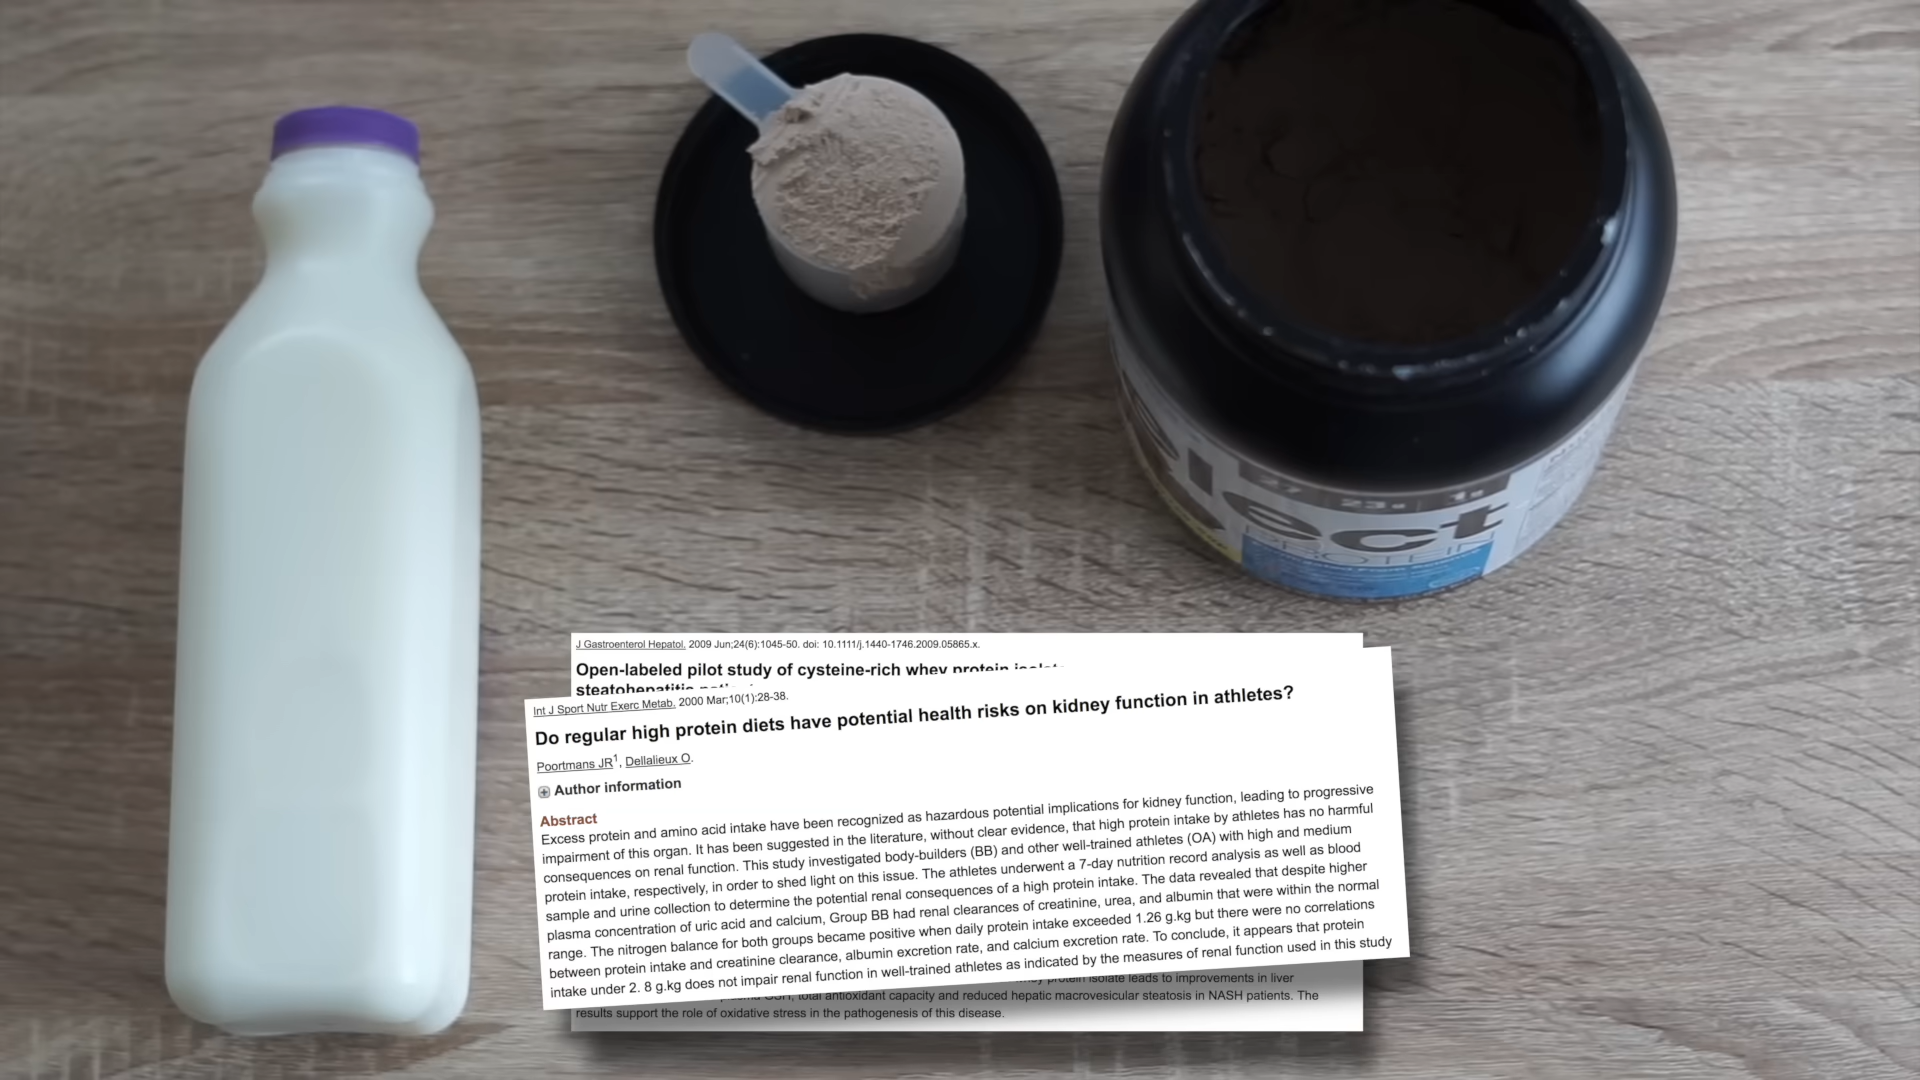 27 23g 1g
lect
PROTEIN
J Gastroenterol Hepatol. 2009 Jun;24(6):1045-50. doi: 10.1111/j.1440-1746.2009.05865.x.
Open-labeled pilot study of cysteine-rich whey protein
steatohepatitis
Int J Sport Nutr Exerc Metab. 2000 Mar;10(1):28-38.
Do regular high protein diets have potential health risks on kidney function in athletes?
Poortmans JR1, Dellalieux O.
Author information
Abstract
Excess protein and amino acid intake have been recognized as hazardous potential implications for kidney function, leading to progressive
impairment of this organ. It has been suggested in the literature, without clear evidence, that high protein intake by athletes has no harmful
consequences on renal function. This study investigated body-builders (BB) and other well-trained athletes (OA) with high and medium
protein intake, respectively, in order to shed light on this issue. The athletes underwent a 7-day nutrition record analysis as well as blood
sample and urine collection to determine the potential renal consequences of a high protein intake. The data revealed that despite higher
plasma concentration of uric acid and calcium, Group BB had renal clearances of creatinine, urea, and albumin that were within the normal
range. The nitrogen balance for both groups became positive when daily protein intake exceeded 1.26 g.kg but there were no correlations
between protein intake and creatinine clearance, albumin excretion rate, and calcium excretion rate. To conclude, it appears that protein
intake under 2. 8 g.kg does not impair renal function in well-trained athletes as indicated by the measures of renal function used in this study
protein isolate leads to improvements in liver
total antioxidant capacity and reduced hepatic macrovesicular steatosis in NASH patients. The
results support the role of oxidative stress in the pathogenesis of this disease.